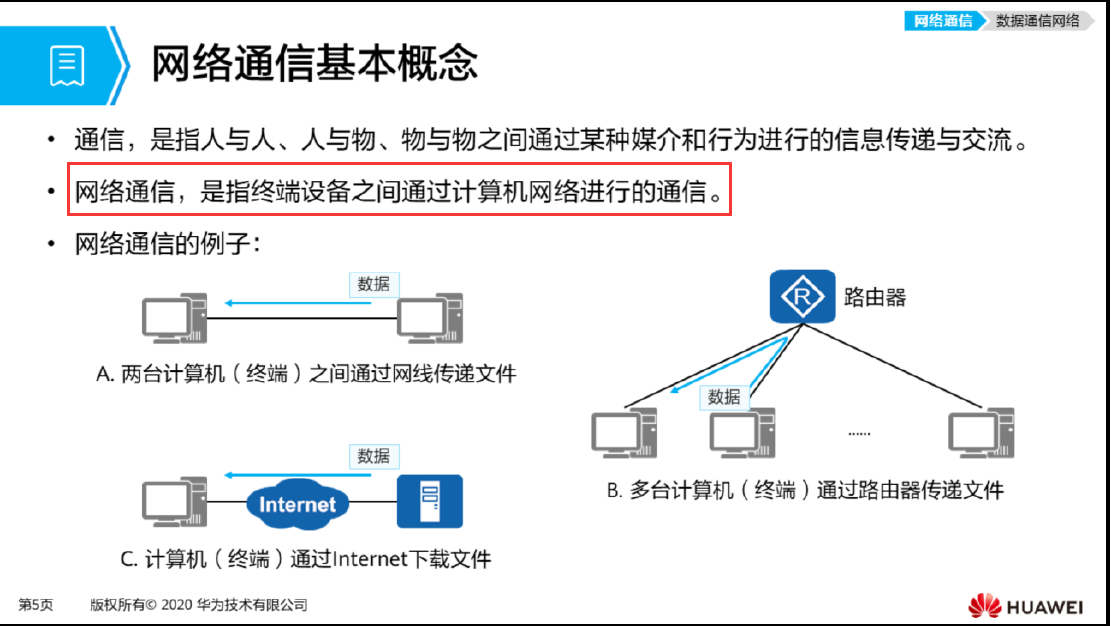 网络通信 数据通信网络
网络通信基本概念
• 通信，是指人与人、人与物、物与物之间通过某种媒介和行为进行的信息传递与交流。
• 网络通信，是指终端设备之间通过计算机网络进行的通信。
• 网络通信的例子：
数据
A. 两台计算机（终端）之间通过网线传递文件
R 路由器
数据
......
B. 多台计算机（终端）通过路由器传递文件
数据
Internet
C. 计算机（终端）通过Internet下载文件
第5页 版权所有© 2020 华为技术有限公司
HUAWEI